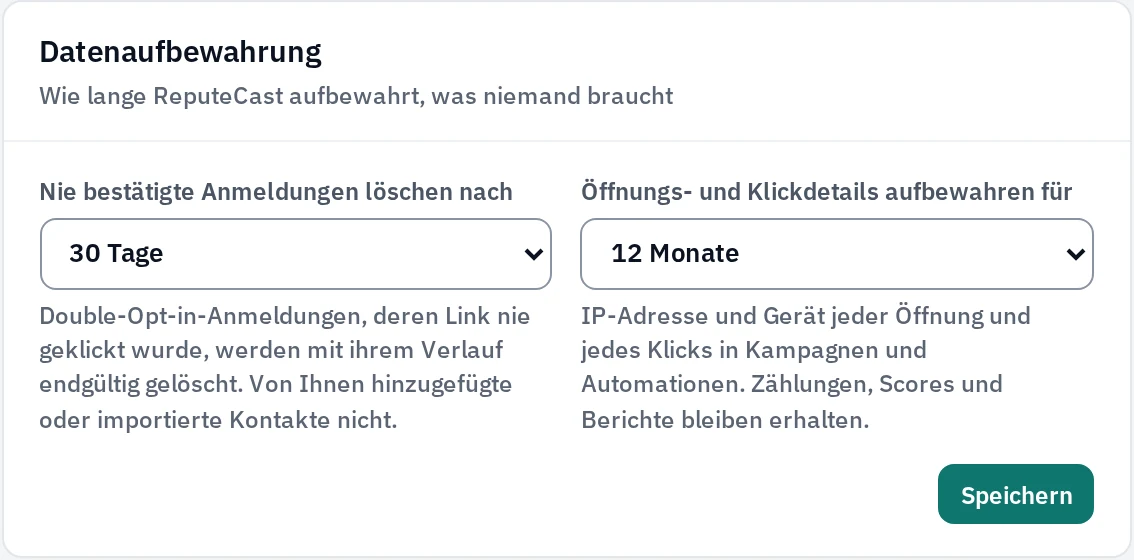 Datenaufbewahrung
Wie lange ReputeCast aufbewahrt, was niemand braucht
Nie bestätigte Anmeldungen löschen nach
30 Tage
Double-Opt-in-Anmeldungen, deren Link nie
geklickt wurde, werden mit ihrem Verlauf
endgültig gelöscht. Von Ihnen hinzugefügte
oder importierte Kontakte nicht.
Öffnungs- und Klickdetails aufbewahren für
12 Monate
IP-Adresse und Gerät jeder Öffnung und
jedes Klicks in Kampagnen und
Automationen. Zählungen, Scores und
Berichte bleiben erhalten.
Speichern